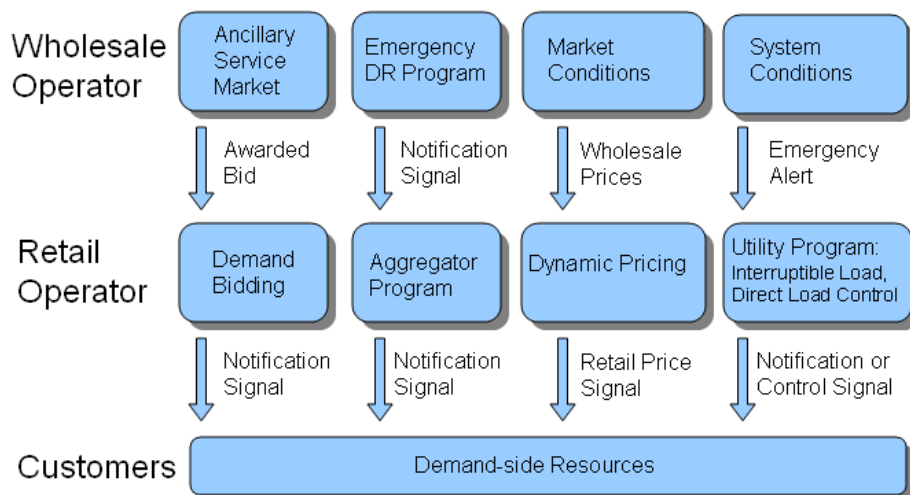 Wholesale
Operator
Ancillary
Service
Market
Emergency
DR Program
Market
Conditions
System
Conditions
Awarded
Bid
Notification
Signal
Wholesale
Prices
Emergency
Alert
Retail
Operator
Demand
Bidding
Aggregator
Program
Dynamic Pricing
Utility Program:
Interruptible Load,
Direct Load Control
Notification
Signal
Notification
Signal
Retail Price
Signal
Notification or
Control Signal
Customers
Demand-side Resources